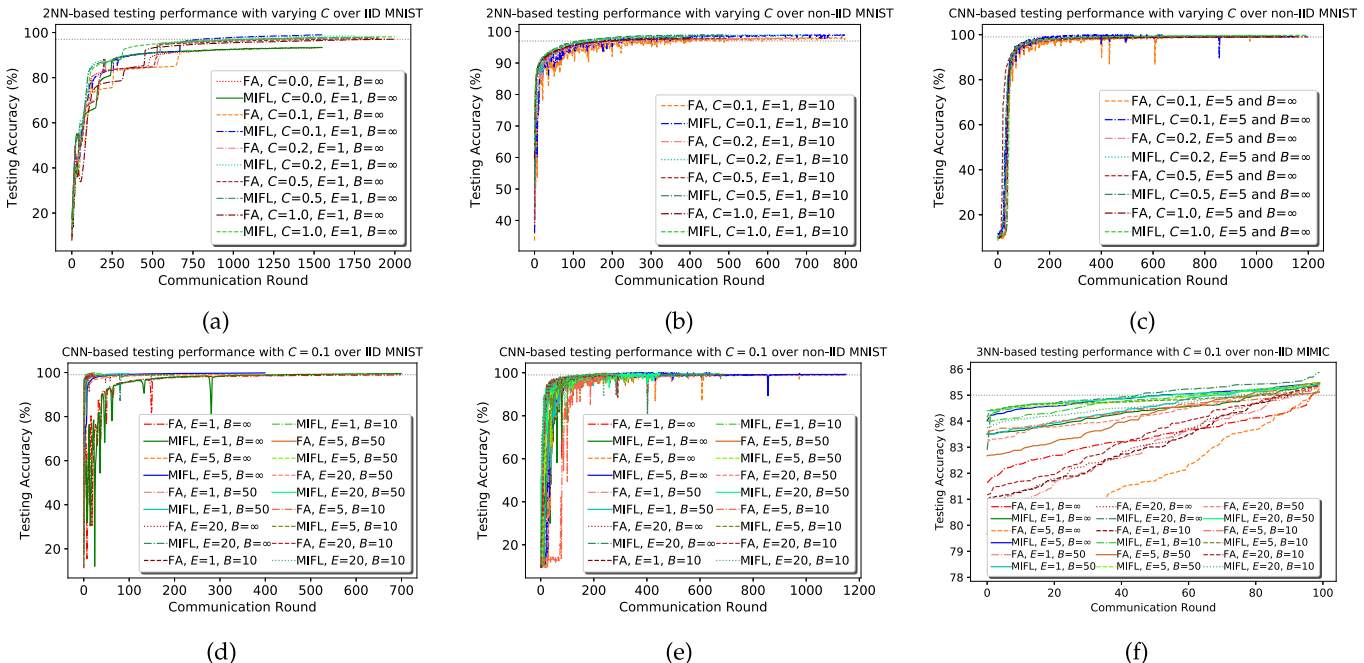 2NN-based testing performance with varying C over IID MNIST
Testing Accuracy (%)
100
80
60
40
20
FA, C=0.0, E=1, B=∞
MIFL, C=0.0, E=1, B=∞
FA, C=0.1, E=1, B=∞
MIFL, C=0.1, E=1, B=∞
FA, C=0.2, E=1, B=∞
MIFL, C=0.2, E=1, B=∞
FA, C=0.5, E=1, B=∞
MIFL, C=0.5, E=1, B=∞
FA, C=1.0, E=1, B=∞
MIFL, C=1.0, E=1, B=∞
0 250 500 750 1000 1250 1500 1750 2000
Communication Round
(a)
2NN-based testing performance with varying C over non-IID MNIST
Testing Accuracy (%)
100
90
80
70
60
50
40
FA, C=0.1, E=1, B=10
MIFL, C=0.1, E=1, B=10
FA, C=0.2, E=1, B=10
MIFL, C=0.2, E=1, B=10
FA, C=0.5, E=1, B=10
MIFL, C=0.5, E=1, B=10
FA, C=1.0, E=1, B=10
MIFL, C=1.0, E=1, B=10
0 100 200 300 400 500 600 700 800
Communication Round
(b)
CNN-based testing performance with varying C over non-IID MNIST
Testing Accuracy (%)
100
80
60
40
20
FA, C=0.1, E=5 and B=∞
MIFL, C=0.1, E=5 and B=∞
FA, C=0.2, E=5 and B=∞
MIFL, C=0.2, E=5 and B=∞
FA, C=0.5, E=5 and B=∞
MIFL, C=0.5, E=5 and B=∞
FA, C=1.0, E=5 and B=∞
MIFL, C=1.0, E=5 and B=∞
0 200 400 600 800 1000 1200
Communication Round
(c)
CNN-based testing performance with C = 0.1 over IID MNIST
Testing Accuracy (%)
100
80
60
40
20
FA, E=1, B=∞ MIFL, E=1, B=10
MIFL, E=1, B=∞ FA, E=5, B=50
FA, E=5, B=∞ MIFL, E=5, B=50
MIFL, E=5, B=∞ FA, E=20, B=50
FA, E=1, B=50 MIFL, E=20, B=50
MIFL, E=1, B=50 FA, E=5, B=10
FA, E=20, B=∞ MIFL, E=5, B=10
MIFL, E=20, B=∞ FA, E=20, B=10
FA, E=1, B=10 MIFL, E=20, B=10
0 100 200 300 400 500 600 700
Communication Round
(d)
CNN-based testing performance with C = 0.1 over non-IID MNIST
Testing Accuracy (%)
100
80
60
40
20
FA, E=1, B=∞ MIFL, E=1, B=10
MIFL, E=1, B=∞ FA, E=5, B=50
FA, E=5, B=∞ MIFL, E=5, B=50
MIFL, E=5, B=∞ FA, E=20, B=50
FA, E=1, B=50 MIFL, E=20, B=50
MIFL, E=1, B=50 FA, E=5, B=10
FA, E=20, B=∞ MIFL, E=5, B=10
MIFL, E=20, B=∞ FA, E=20, B=10
FA, E=1, B=10 MIFL, E=20, B=10
0 200 400 600 800 1000 1200
Communication Round
(e)
3NN-based testing performance with C = 0.1 over non-IID MIMIC
Testing Accuracy (%)
86
85
84
83
82
81
80
79
78
FA, E=1, B=∞ FA, E=20, B=∞ FA, E=20, B=50
MIFL, E=1, B=∞ MIFL, E=20, B=∞ MIFL, E=20, B=50
FA, E=5, B=∞ FA, E=1, B=10 FA, E=5, B=10
MIFL, E=5, B=∞ MIFL, E=1, B=10 MIFL, E=5, B=10
FA, E=1, B=50 FA, E=5, B=50 FA, E=20, B=10
MIFL, E=1, B=50 MIFL, E=5, B=50 MIFL, E=20, B=10
0 20 40 60 80 100
Communication Round
(f)